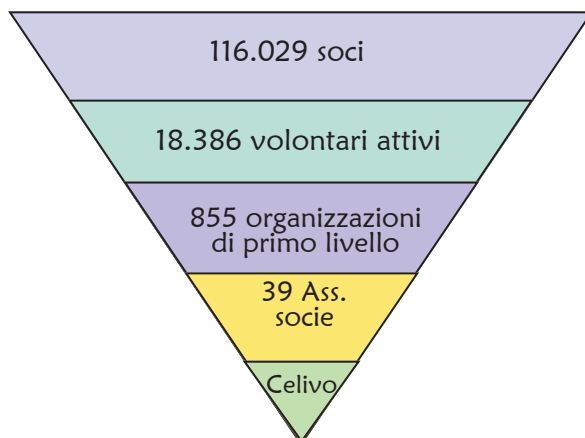 116.029 soci
18.386 volontari attivi
855 organizzazioni
di primo livello
39 Ass.
socie
Celivo